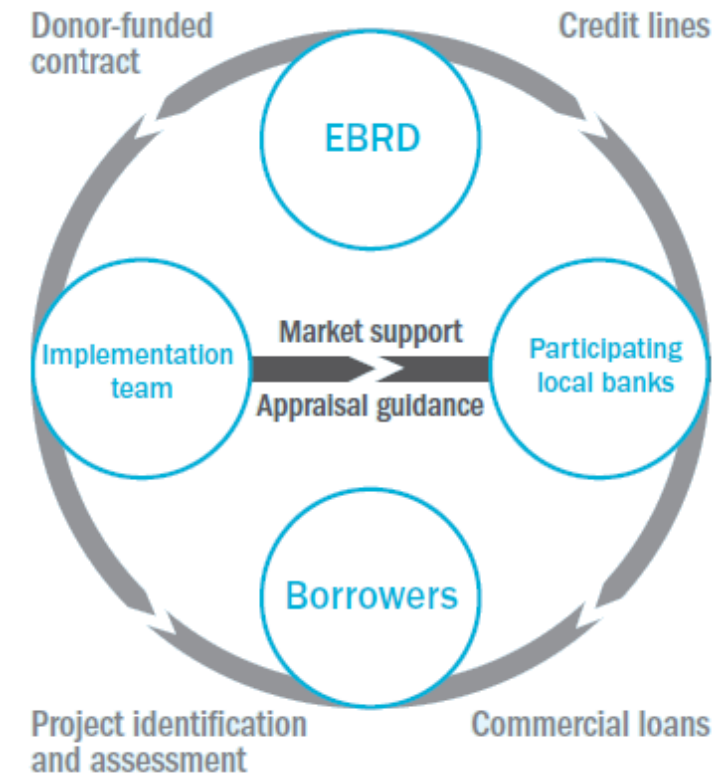 Donor-funded
contract
Credit lines
EBRD
Implementation
team
Market support
Appraisal guidance
Participating
local banks
Borrowers
Project identification
and assessment
Commercial loans